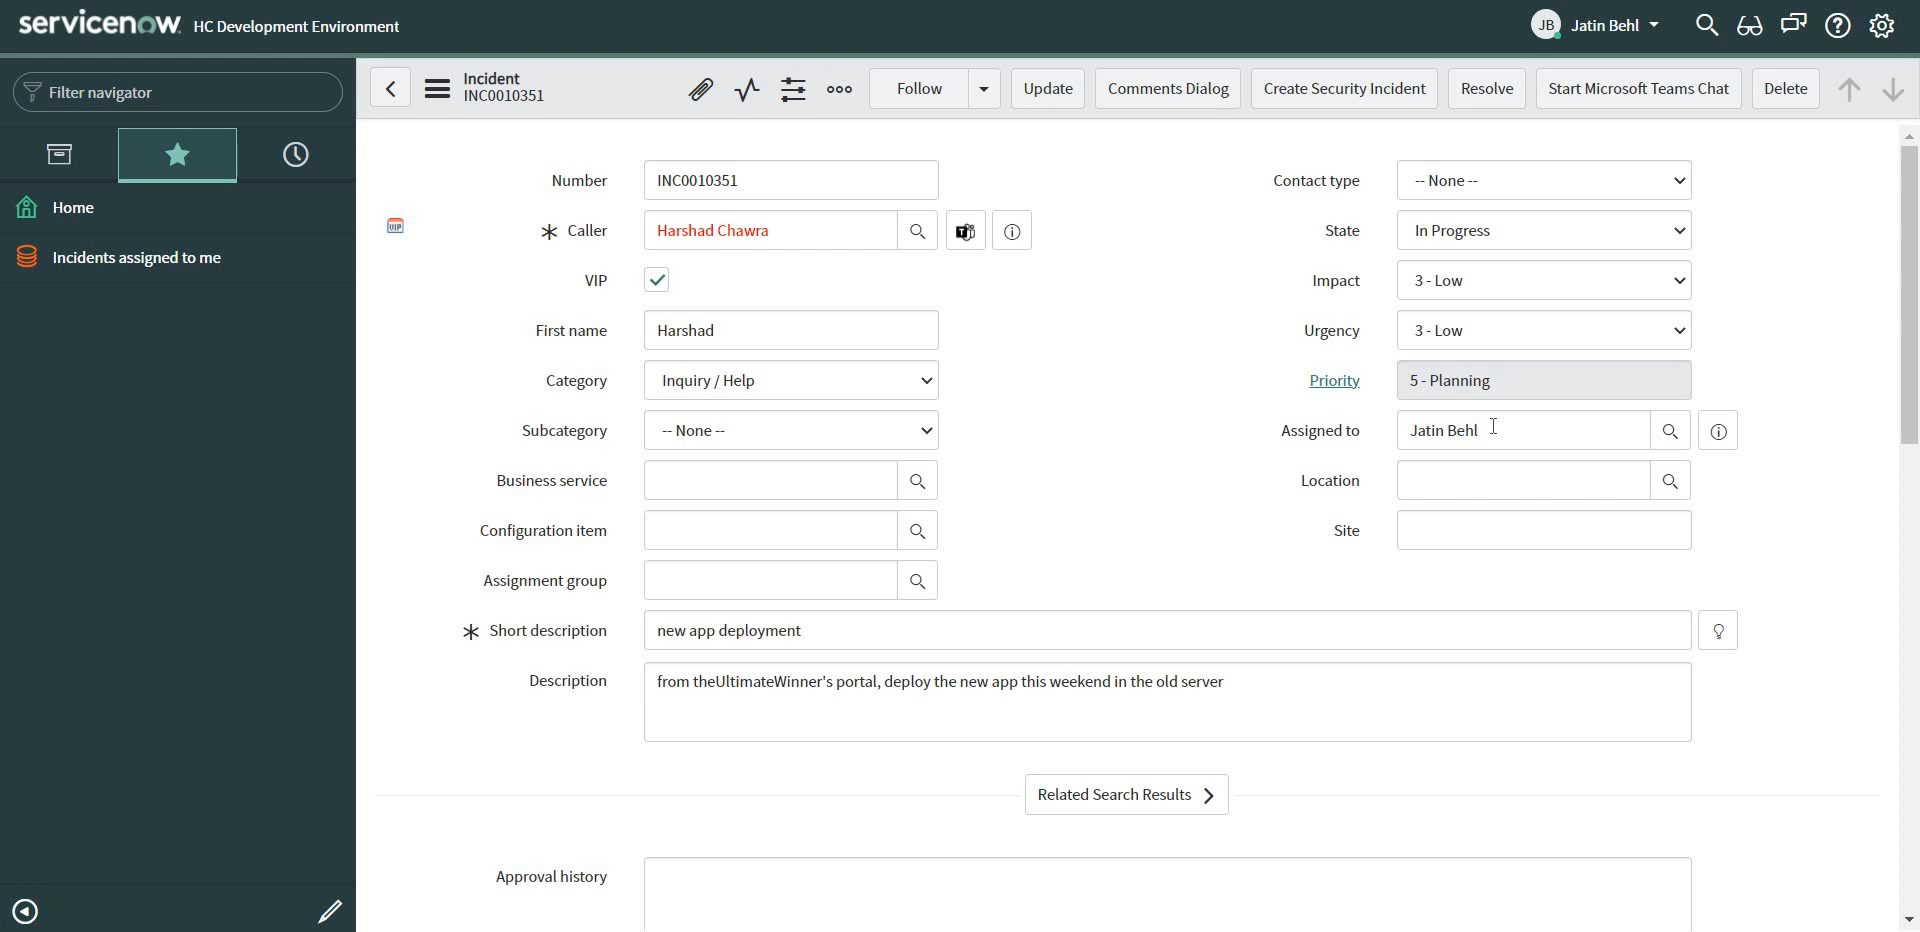 servicenow. HC Development Environment
JB Jatin Behl
Filter navigator
Home
Incidents assigned to me
Incident
INC0010351
Follow
Update
Comments Dialog
Create Security Incident
Resolve
Start Microsoft Teams Chat
Delete
Number INC0010351
VIP
Caller Harshad Chawra
VIP
First name Harshad
Category Inquiry / Help
Subcategory -- None --
Business service
Configuration item
Assignment group
Contact type -- None --
State In Progress
Impact 3 - Low
Urgency 3 - Low
Priority 5 - Planning
Assigned to Jatin Behl
Location
Site
Short description new app deployment
Description from theUltimateWinner's portal, deploy the new app this weekend in the old server
Related Search Results
Approval history